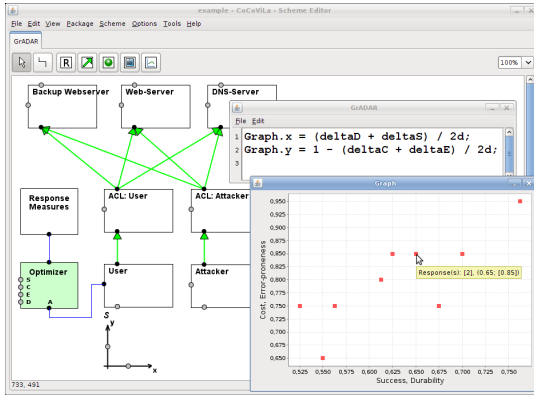 example - CoCoViLa - Scheme Editor
File Edit View Package Scheme Options Tools Help
GrADAR
R
100%
Backup Webserver
Web-Server
DNS-Server
GrADAR
File Edit
1 Graph.x = (deltaD + deltaS) / 2d;
2 Graph.y = 1 - (deltaC + deltaE) / 2d;
3
Response
Measures
ACL: User
ACL: Attacker
Optimizer
S
C
E
D
A
User
Attacker
S
y
x
Graph
Cost, Error-proneness
0,950
0,925
0,900
0,875
0,850
0,825
0,800
0,775
0,750
0,725
0,700
0,675
0,650
Response(s): [2], (0.65; [0.85])
0,525 0,550 0,575 0,600 0,625 0,650 0,675 0,700 0,725 0,750
Success, Durability
733, 491